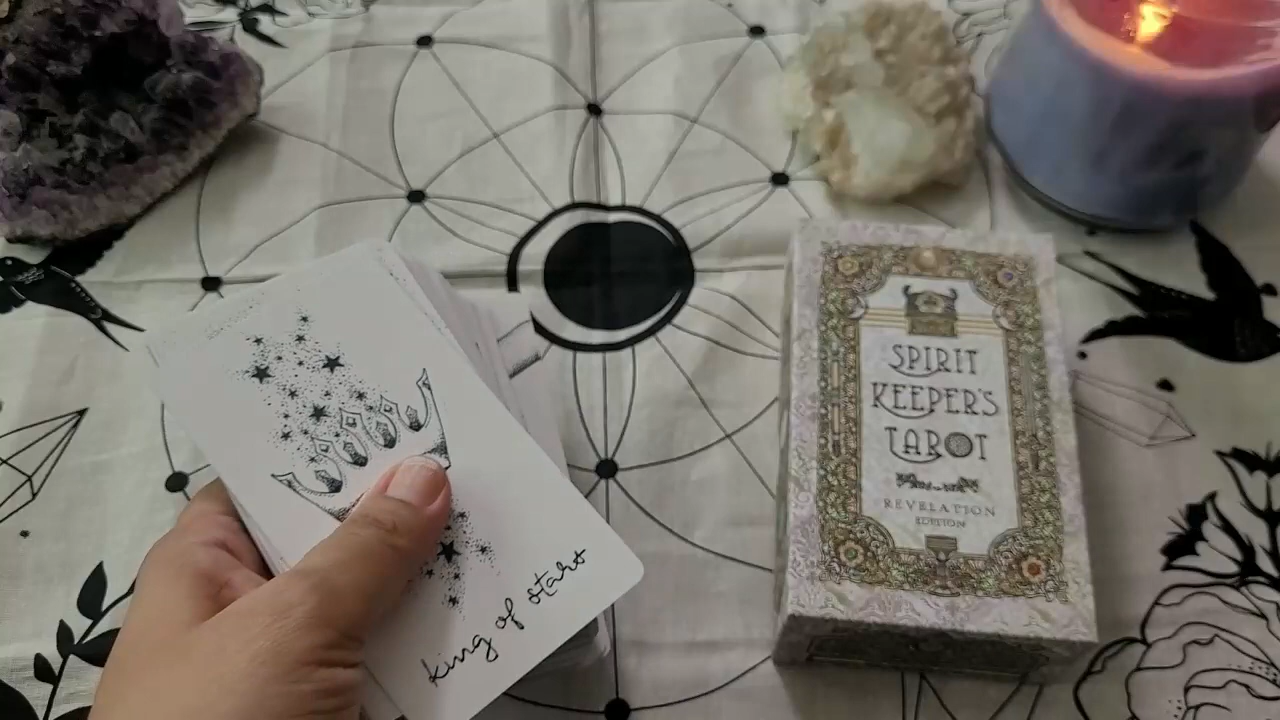 king of stars
SPIRIT
KEEPER'S
TAROT
REVELATION
EDITION